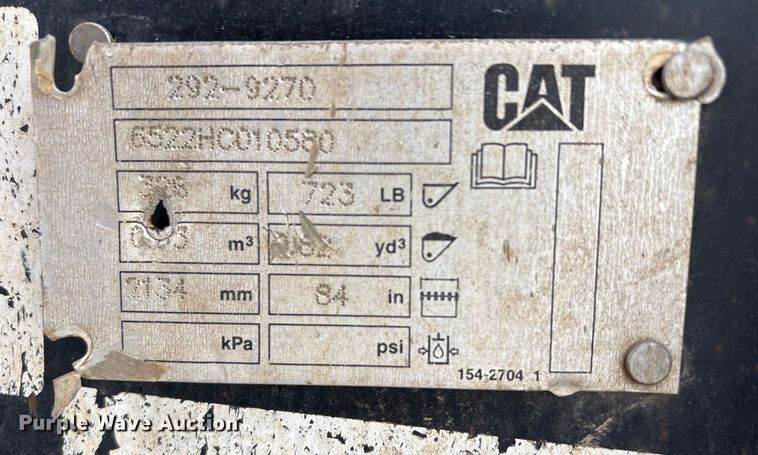 292-9270
CAT
6522HC010580
kg 723 LB
m³ yd³
2134 mm 84 in
kPa psi
154-2704 1
Purple Wave Auction